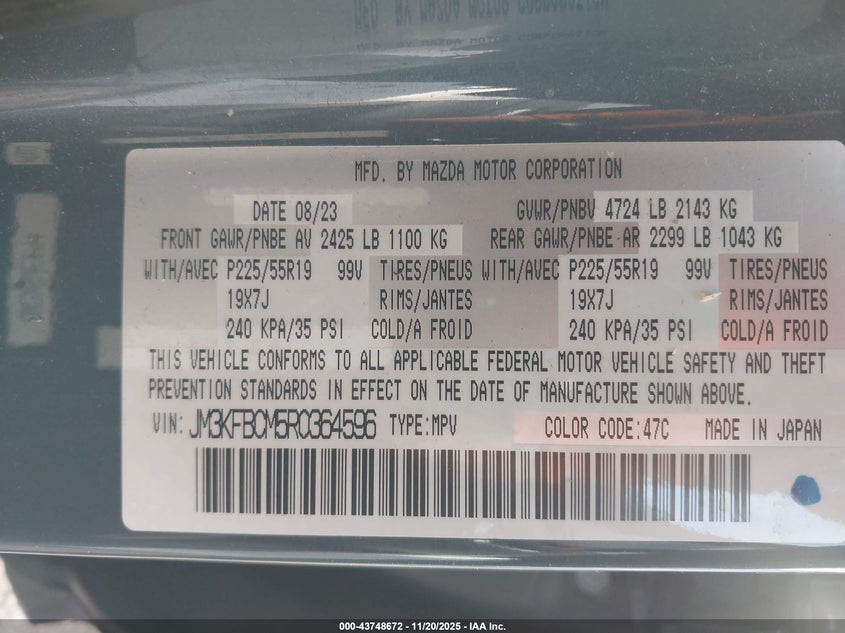 MFD. BY MAZDA MOTOR CORPORATION
DATE 08/23 GVWR/PNBV 4724 LB 2143 KG
FRONT GAWR/PNBE AV 2425 LB 1100 KG REAR GAWR/PNBE AR 2299 LB 1043 KG
WITH/AVEC P225/55R19 99V TIRES/PNEUS WITH/AVEC P225/55R19 99V TIRES/PNEUS
19X7J RIMS/JANTES 19X7J RIMS/JANTES
240 KPA/35 PSI COLD/A FROID 240 KPA/35 PSI COLD/A FROID
THIS VEHICLE CONFORMS TO ALL APPLICABLE FEDERAL MOTOR VEHICLE SAFETY AND THEFT
PREVENTION STANDARDS IN EFFECT ON THE DATE OF MANUFACTURE SHOWN ABOVE.
VIN: JM3KFBCM5R0364596 TYPE:MPV COLOR CODE:47C MADE IN JAPAN
000-43748672 — 11/20/2025 — IAA Inc.